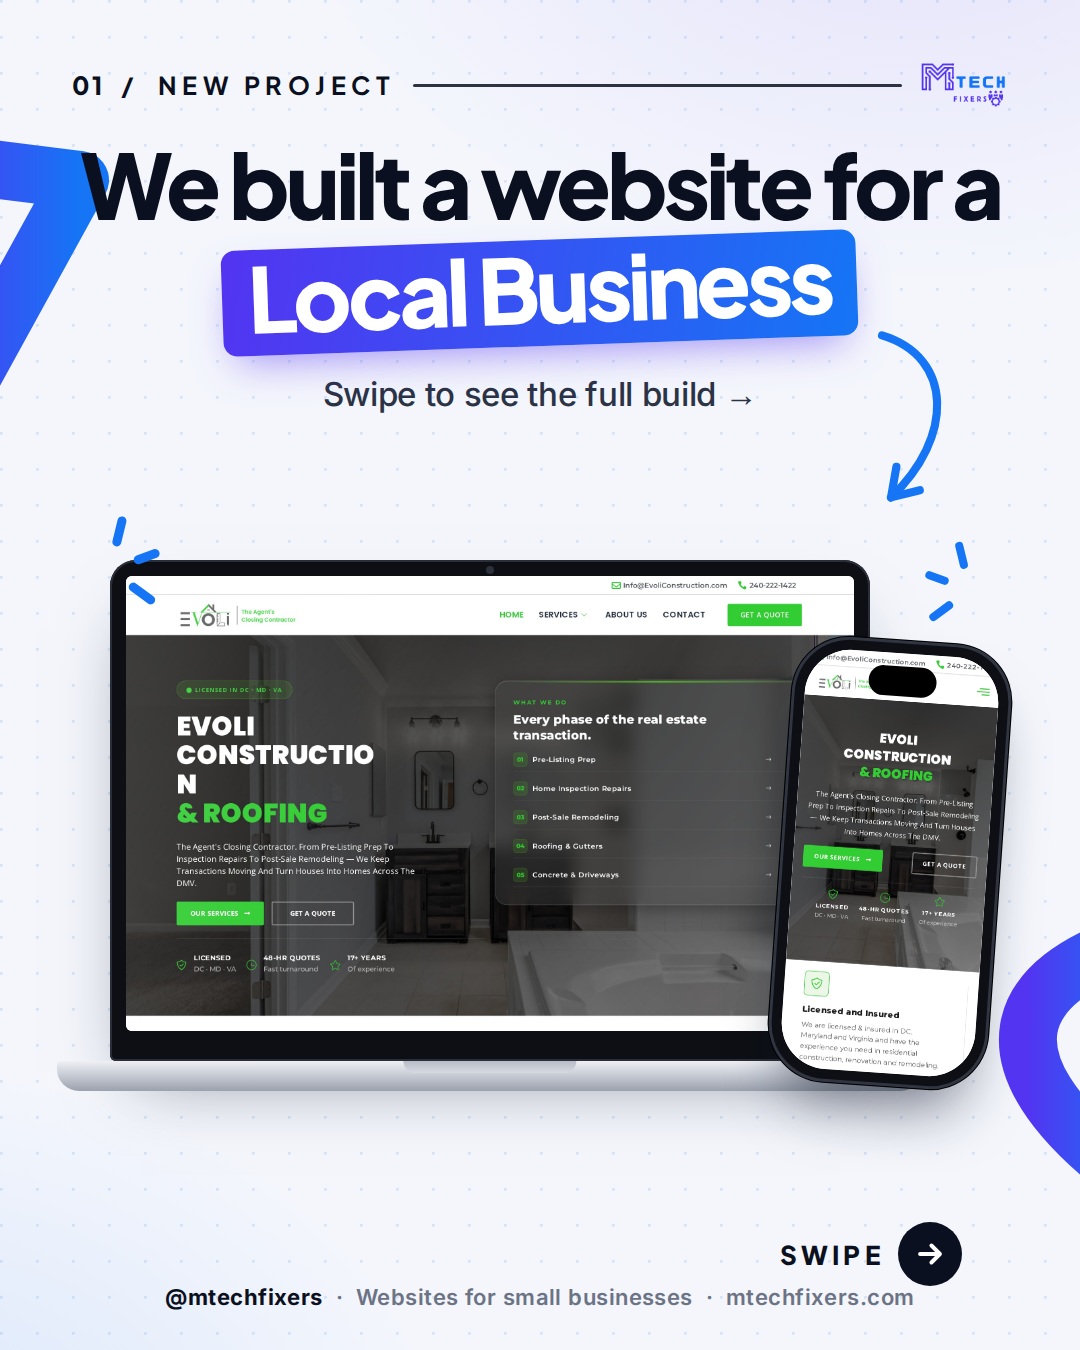 01 / NEW PROJECT
MTECH
FIXERS
We built a website for a
Local Business
Swipe to see the full build →
Info@EvoliConstruction.com 240-222-1422
EVOLi The Agent's
Closing Contractor
HOME SERVICES ABOUT US CONTACT GET A QUOTE
LICENSED IN DC · MD · VA
EVOLI
CONSTRUCTIO
N
& ROOFING
The Agent's Closing Contractor. From Pre-Listing Prep To
Inspection Repairs To Post-Sale Remodeling — We Keep
Transactions Moving And Turn Houses Into Homes Across The
DMV.
OUR SERVICES → GET A QUOTE
LICENSED
DC · MD · VA
48-HR QUOTES
Fast turnaround
17+ YEARS
Of experience
WHAT WE DO
Every phase of the real estate
transaction.
01 Pre-Listing Prep →
02 Home Inspection Repairs →
03 Post-Sale Remodeling →
04 Roofing & Gutters →
05 Concrete & Driveways →
Info@EvoliConstruction.com 240-222-
EVOLi
EVOLI
CONSTRUCTION
& ROOFING
The Agent's Closing Contractor. From Pre-Listing
Prep To Inspection Repairs To Post-Sale Remodeling
— We Keep Transactions Moving And Turn Houses
Into Homes Across The DMV.
OUR SERVICES → GET A QUOTE
LICENSED
DC · MD · VA
48-HR QUOTES
Fast turnaround
17+ YEARS
Of experience
Licensed and Insured
We are licensed & insured in DC,
Maryland and Virginia and have the
experience you need in residential
construction, renovation and remodeling.
SWIPE →
@mtechfixers · Websites for small businesses · mtechfixers.com